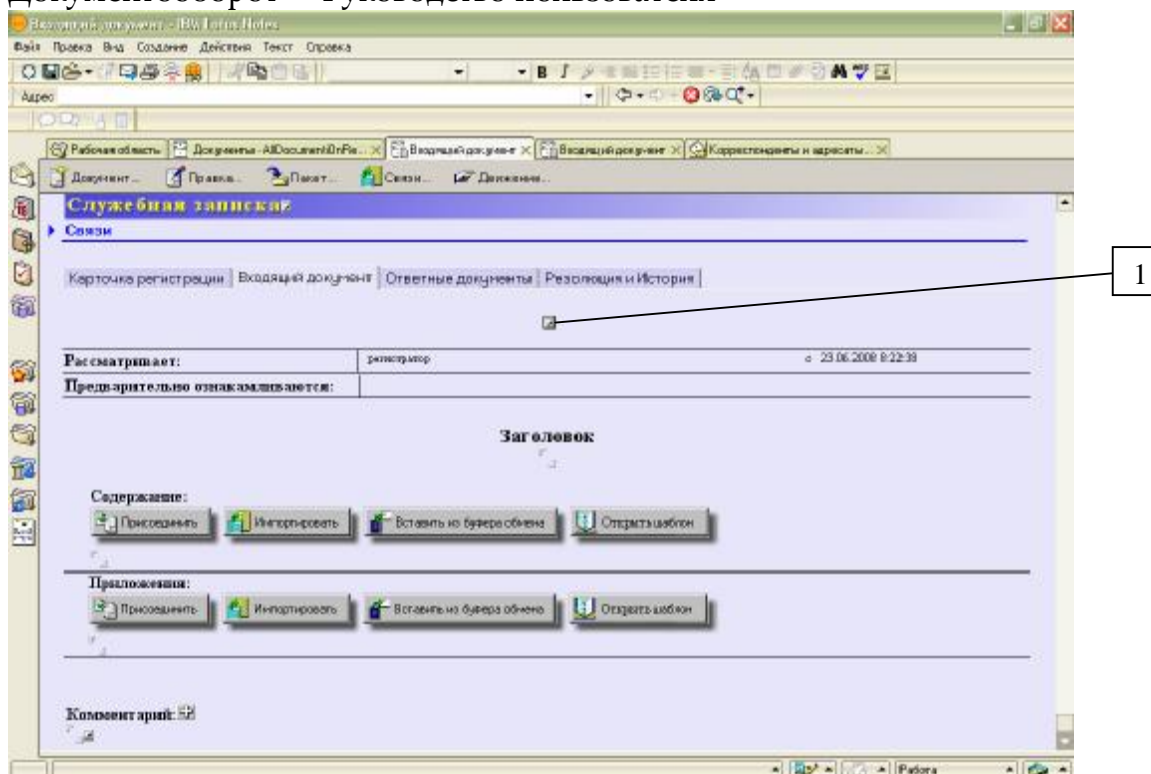 Документооборот Руководство пользователя
Входящий документ - IBM Lotus Notes
Файл Правка Вид Создание Действия Текст Справка
Адрес
Рабочая область Документы -AllDocument\OnRe... Входящий документ Входящий документ Корреспонденты и адресаты...
Документ... Правка... Пакет... Связи... Движение...
Служебная записка
Связи
1
Карточка регистрации Входящий документ Ответные документы Резолюция и История
Рассматривает: регистратор с 23.06.2008 8:22:38
Предварительно ознакамливаются:
Заголовок
Содержание:
Присоединить Импортировать Вставить из буфера обмена Открыть шаблон
Приложения:
Присоединить Импортировать Вставить из буфера обмена Открыть шаблон
Комментарий:
Работа